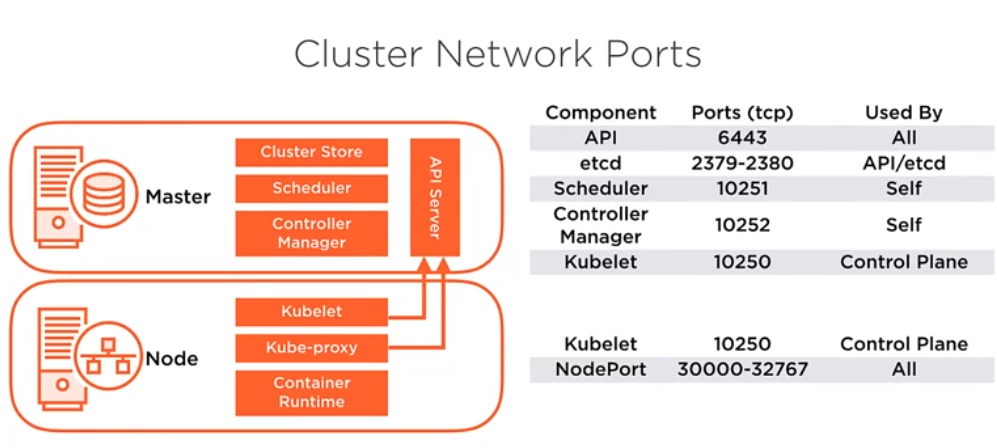 Cluster Network Ports
Master
Cluster Store
Scheduler
Controller
Manager
API Server
Node
Kubelet
Kube-proxy
Container
Runtime
Component Ports (tcp) Used By
API 6443 All
etcd 2379-2380 API/etcd
Scheduler 10251 Self
Controller
Manager 10252 Self
Kubelet 10250 Control Plane
Kubelet 10250 Control Plane
NodePort 30000-32767 All